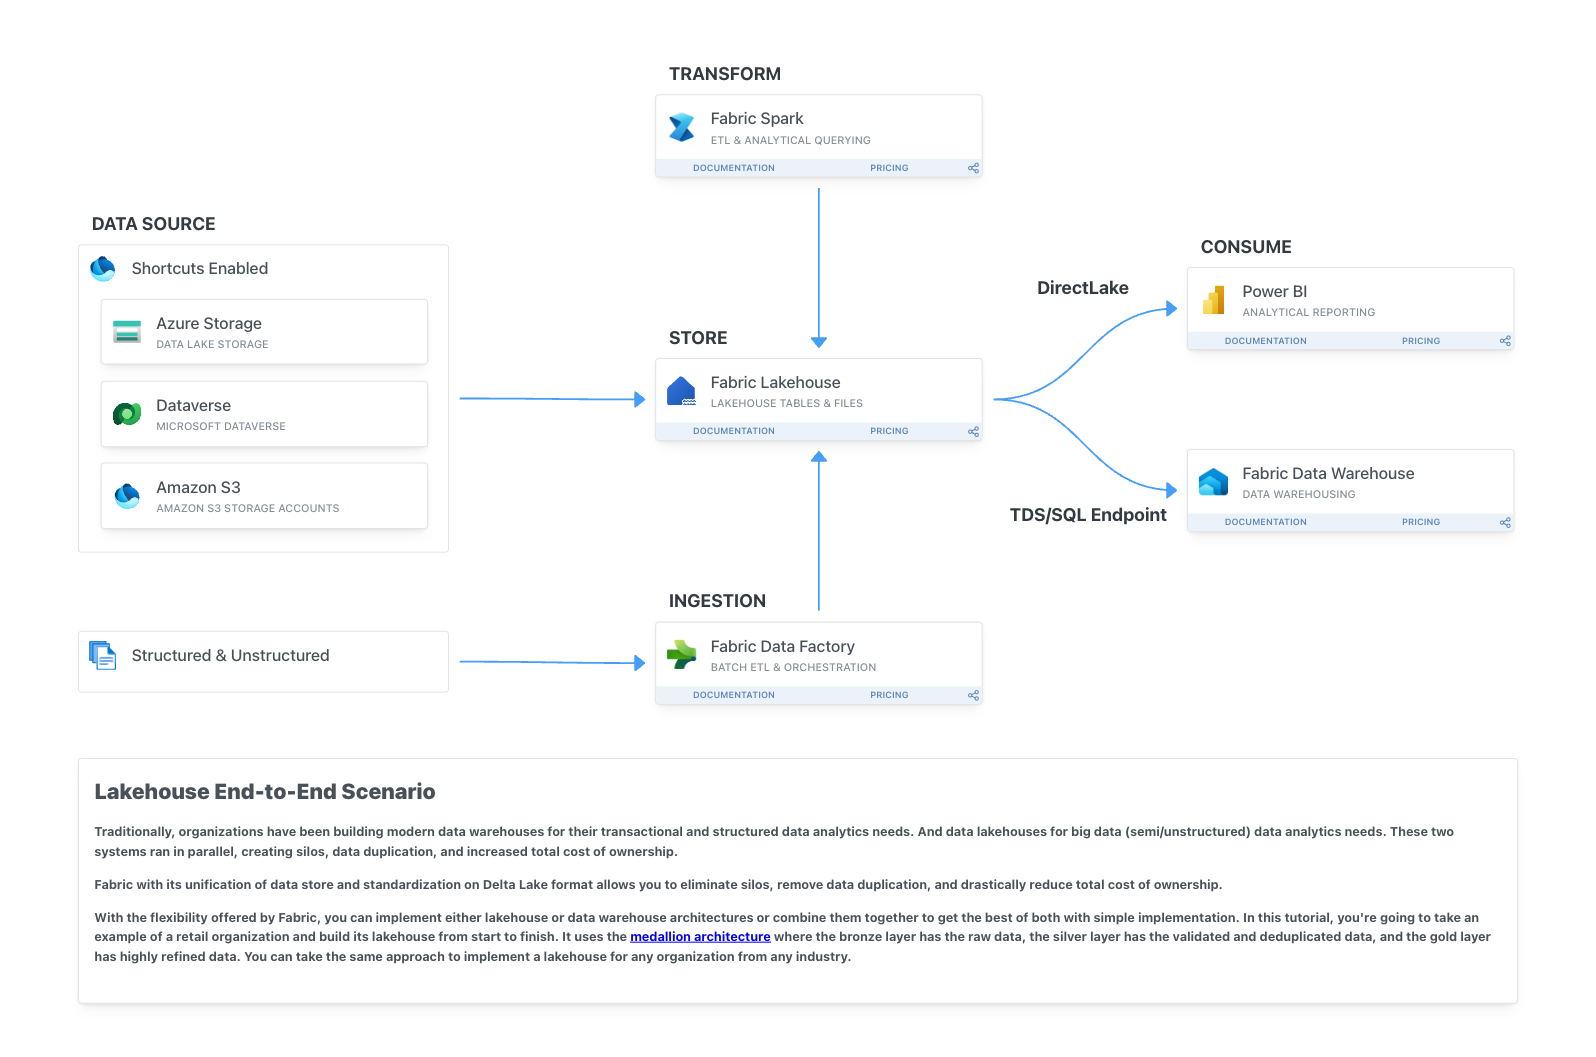 TRANSFORM
Fabric Spark
ETL & ANALYTICAL QUERYING
DOCUMENTATION PRICING
DATA SOURCE
Shortcuts Enabled
Azure Storage
DATA LAKE STORAGE
Dataverse
MICROSOFT DATAVERSE
Amazon S3
AMAZON S3 STORAGE ACCOUNTS
STORE
Fabric Lakehouse
LAKEHOUSE TABLES & FILES
DOCUMENTATION PRICING
CONSUME
DirectLake
Power BI
ANALYTICAL REPORTING
DOCUMENTATION PRICING
Fabric Data Warehouse
DATA WAREHOUSING
DOCUMENTATION PRICING
TDS/SQL Endpoint
INGESTION
Structured & Unstructured
Fabric Data Factory
BATCH ETL & ORCHESTRATION
DOCUMENTATION PRICING
Lakehouse End-to-End Scenario
Traditionally, organizations have been building modern data warehouses for their transactional and structured data analytics needs. And data lakehouses for big data (semi/unstructured) data analytics needs. These two
systems ran in parallel, creating silos, data duplication, and increased total cost of ownership.
Fabric with its unification of data store and standardization on Delta Lake format allows you to eliminate silos, remove data duplication, and drastically reduce total cost of ownership.
With the flexibility offered by Fabric, you can implement either lakehouse or data warehouse architectures or combine them together to get the best of both with simple implementation. In this tutorial, you're going to take an
example of a retail organization and build its lakehouse from start to finish. It uses the medallion architecture where the bronze layer has the raw data, the silver layer has the validated and deduplicated data, and the gold layer
has highly refined data. You can take the same approach to implement a lakehouse for any organization from any industry.